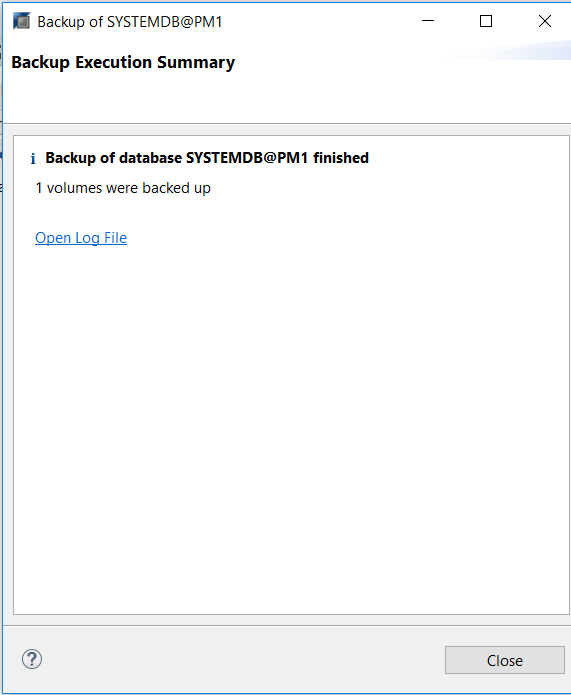 Backup of SYSTEMDB@PM1
Backup Execution Summary
Backup of database SYSTEMDB@PM1 finished
1 volumes were backed up
Open Log File
Close